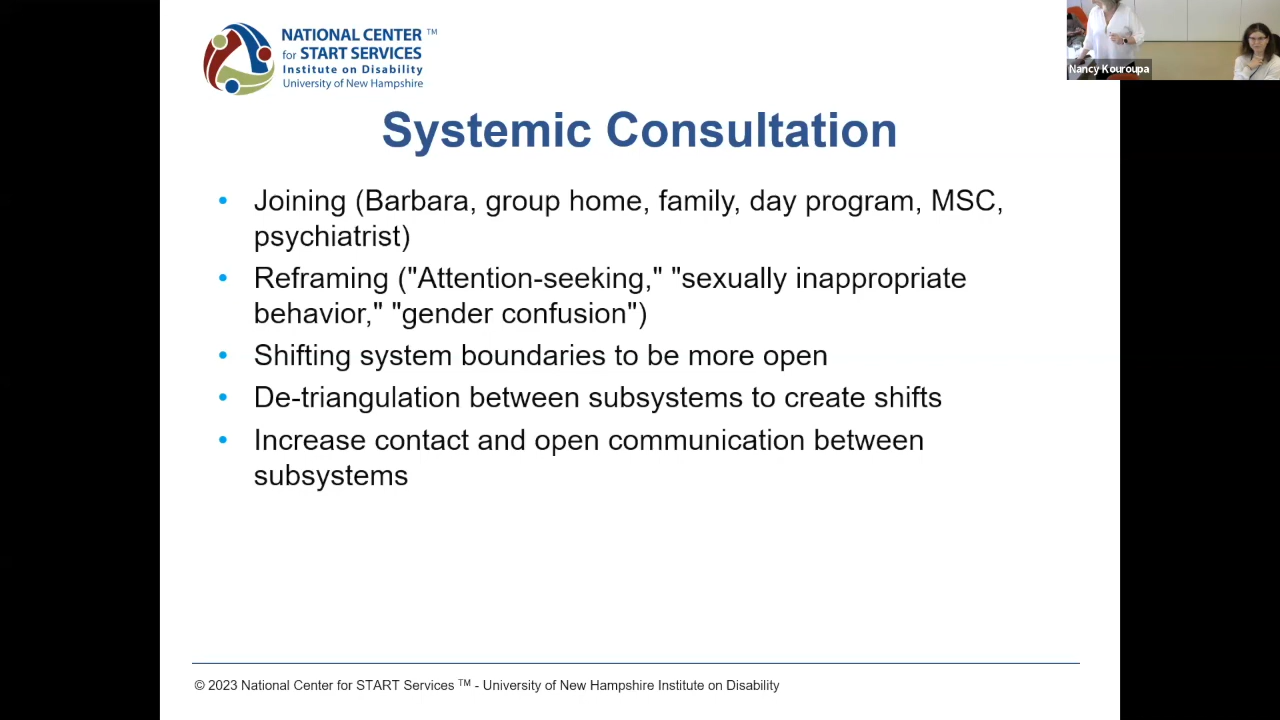 NATIONAL CENTER ™
for START SERVICES
Institute on Disability
University of New Hampshire
Nancy Kouroupa
Systemic Consultation
• Joining (Barbara, group home, family, day program, MSC,
psychiatrist)
• Reframing ("Attention-seeking," "sexually inappropriate
behavior," "gender confusion")
• Shifting system boundaries to be more open
• De-triangulation between subsystems to create shifts
• Increase contact and open communication between
subsystems
© 2023 National Center for START Services ™ - University of New Hampshire Institute on Disability